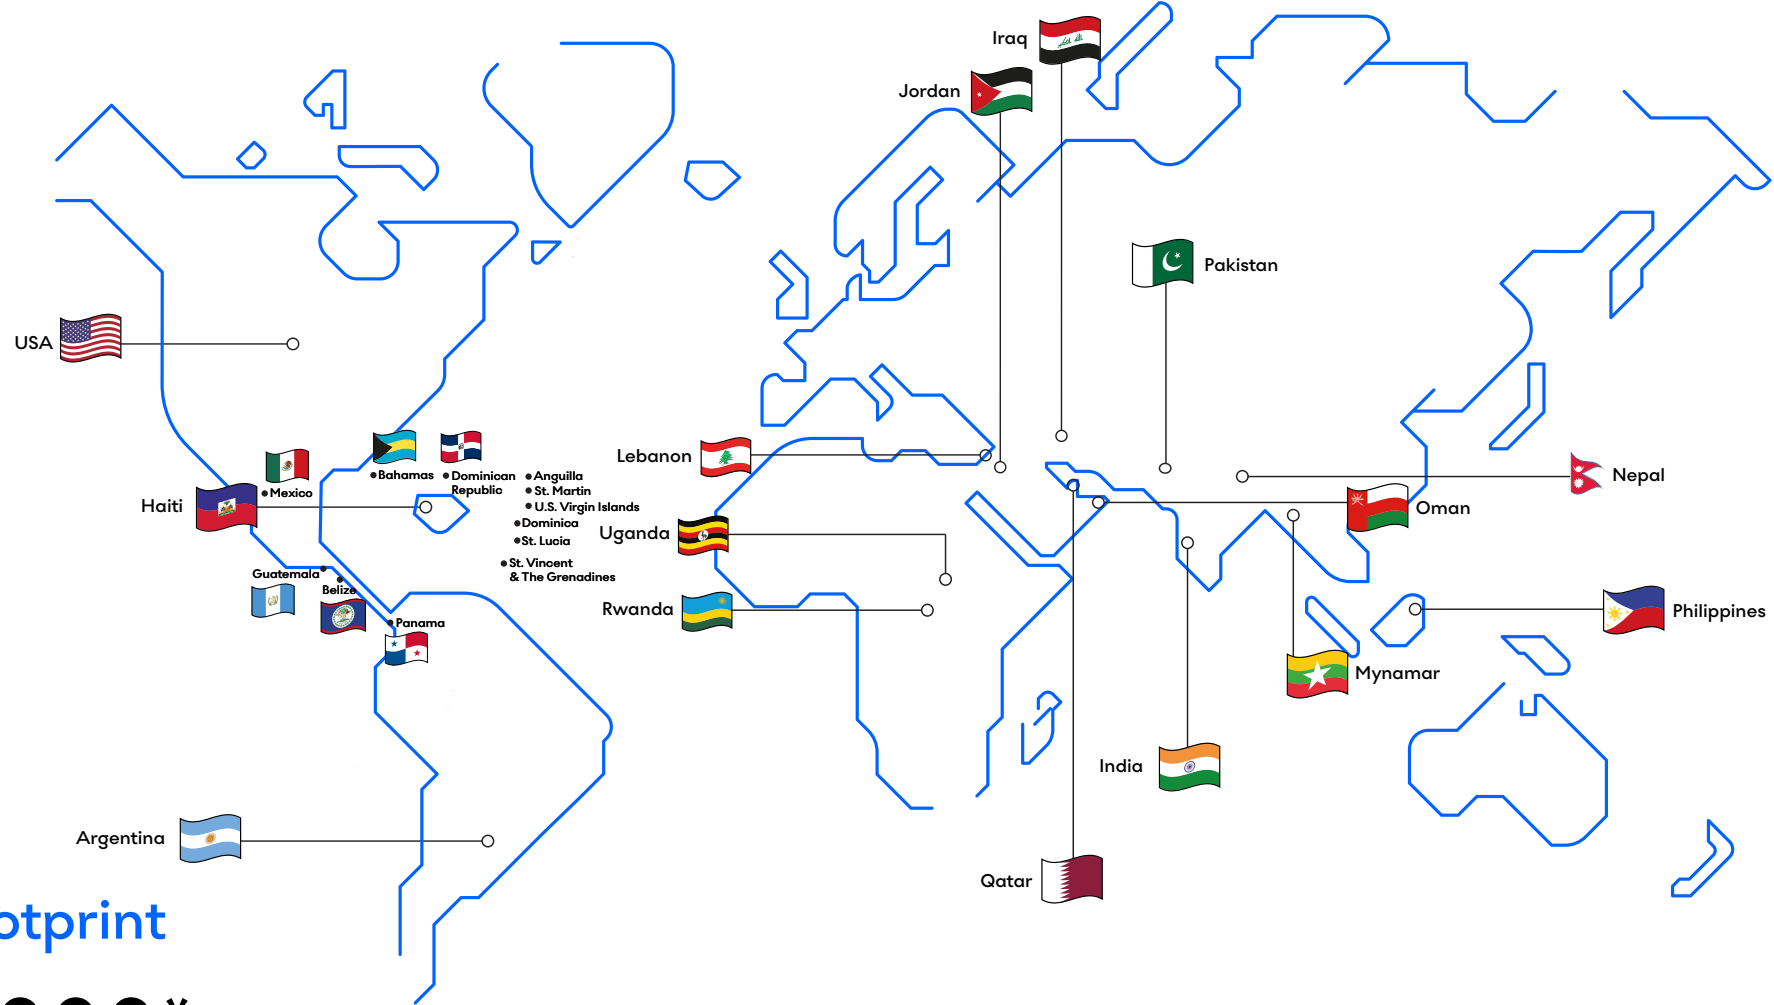 Iraq
Jordan
Pakistan
USA
Lebanon
Nepal
Bahamas
Dominican
Republic
Anguilla
St. Martin
U.S. Virgin Islands
Mexico
Haiti
Oman
Dominica
St. Lucia
Uganda
St. Vincent
& The Grenadines
Guatemala
Belize
Rwanda
Philippines
Panama
Mynamar
India
Argentina
Qatar
otprint